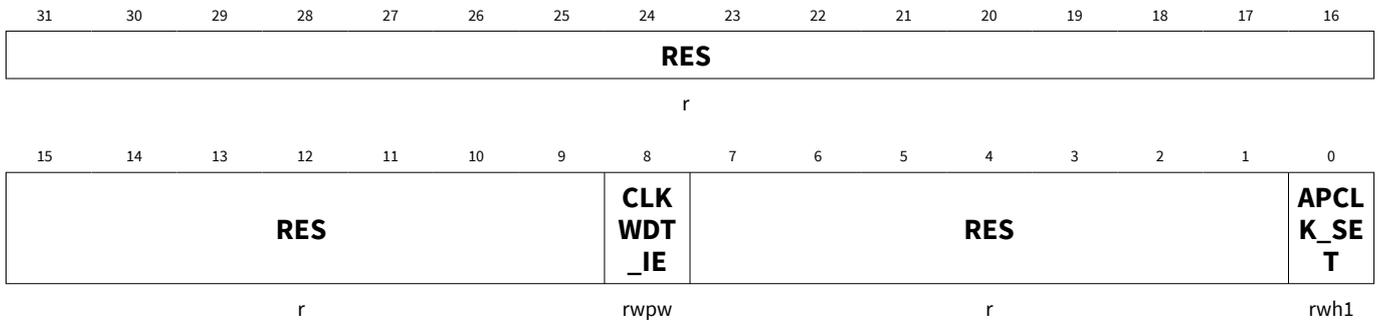 31 30 29 28 27 26 25 24 23 22 21 20 19 18 17 16
RES
r
15 14 13 12 11 10 9 8 7 6 5 4 3 2 1 0
RES
CLK
WDT
_IE
RES
APCL
K_SE
T
r rwpw r rwh1